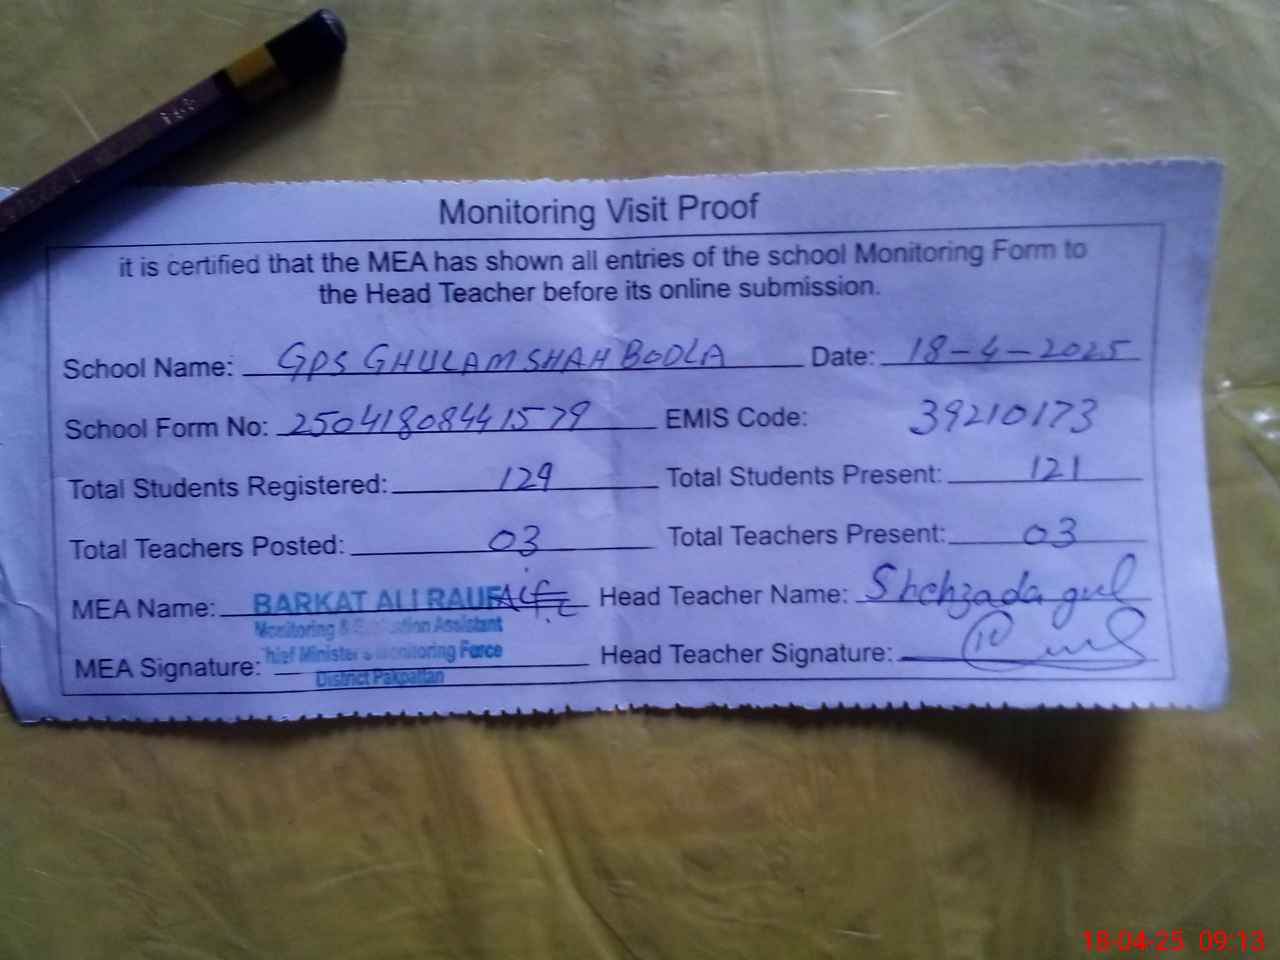 Monitoring Visit Proof
it is certified that the MEA has shown all entries of the school Monitoring Form to
the Head Teacher before its online submission.
School Name: GPS GHULAM SHAH BODLA Date: 18-4-2025
School Form No: 25041808441579 EMIS Code: 39210173
Total Students Registered: 129 Total Students Present: 121
Total Teachers Posted: 03 Total Teachers Present: 03
MEA Name: BARKAT ALI RAUF Head Teacher Name: Shehzada gul
Monitoring & Evaluation Assistant
Chief Minister's Monitoring Force
MEA Signature: Head Teacher Signature:
District Pakpattan
18-04-25 09:13